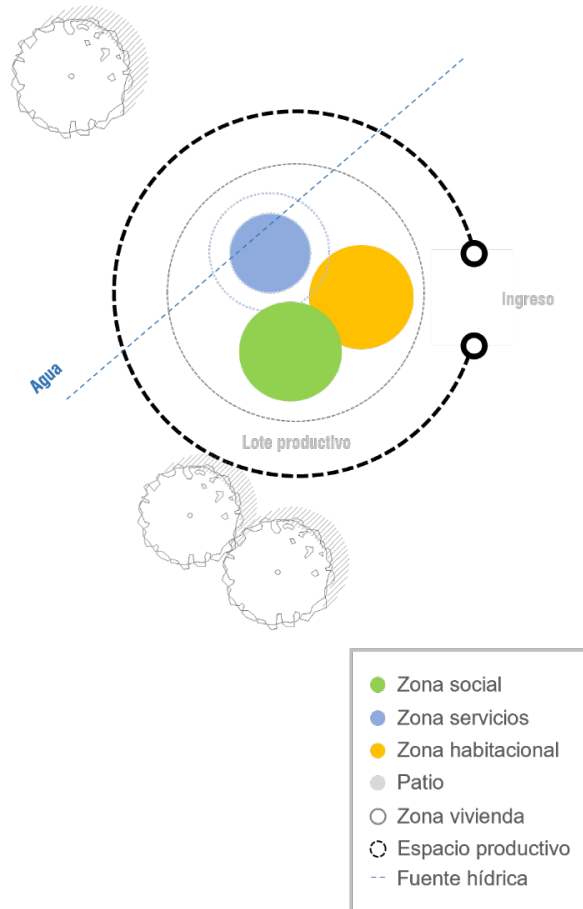 Ingreso
Agua
Lote productivo
Zona social
Zona servicios
Zona habitacional
Patio
Zona vivienda
Espacio productivo
Fuente hídrica